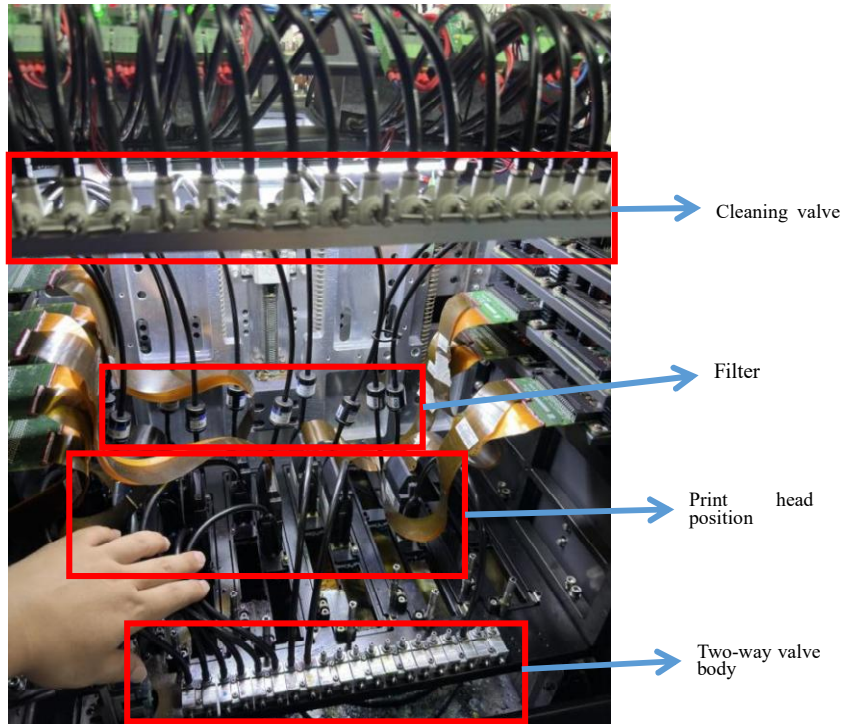 Cleaning valve
Filter
Print head
position
Two-way valve
body